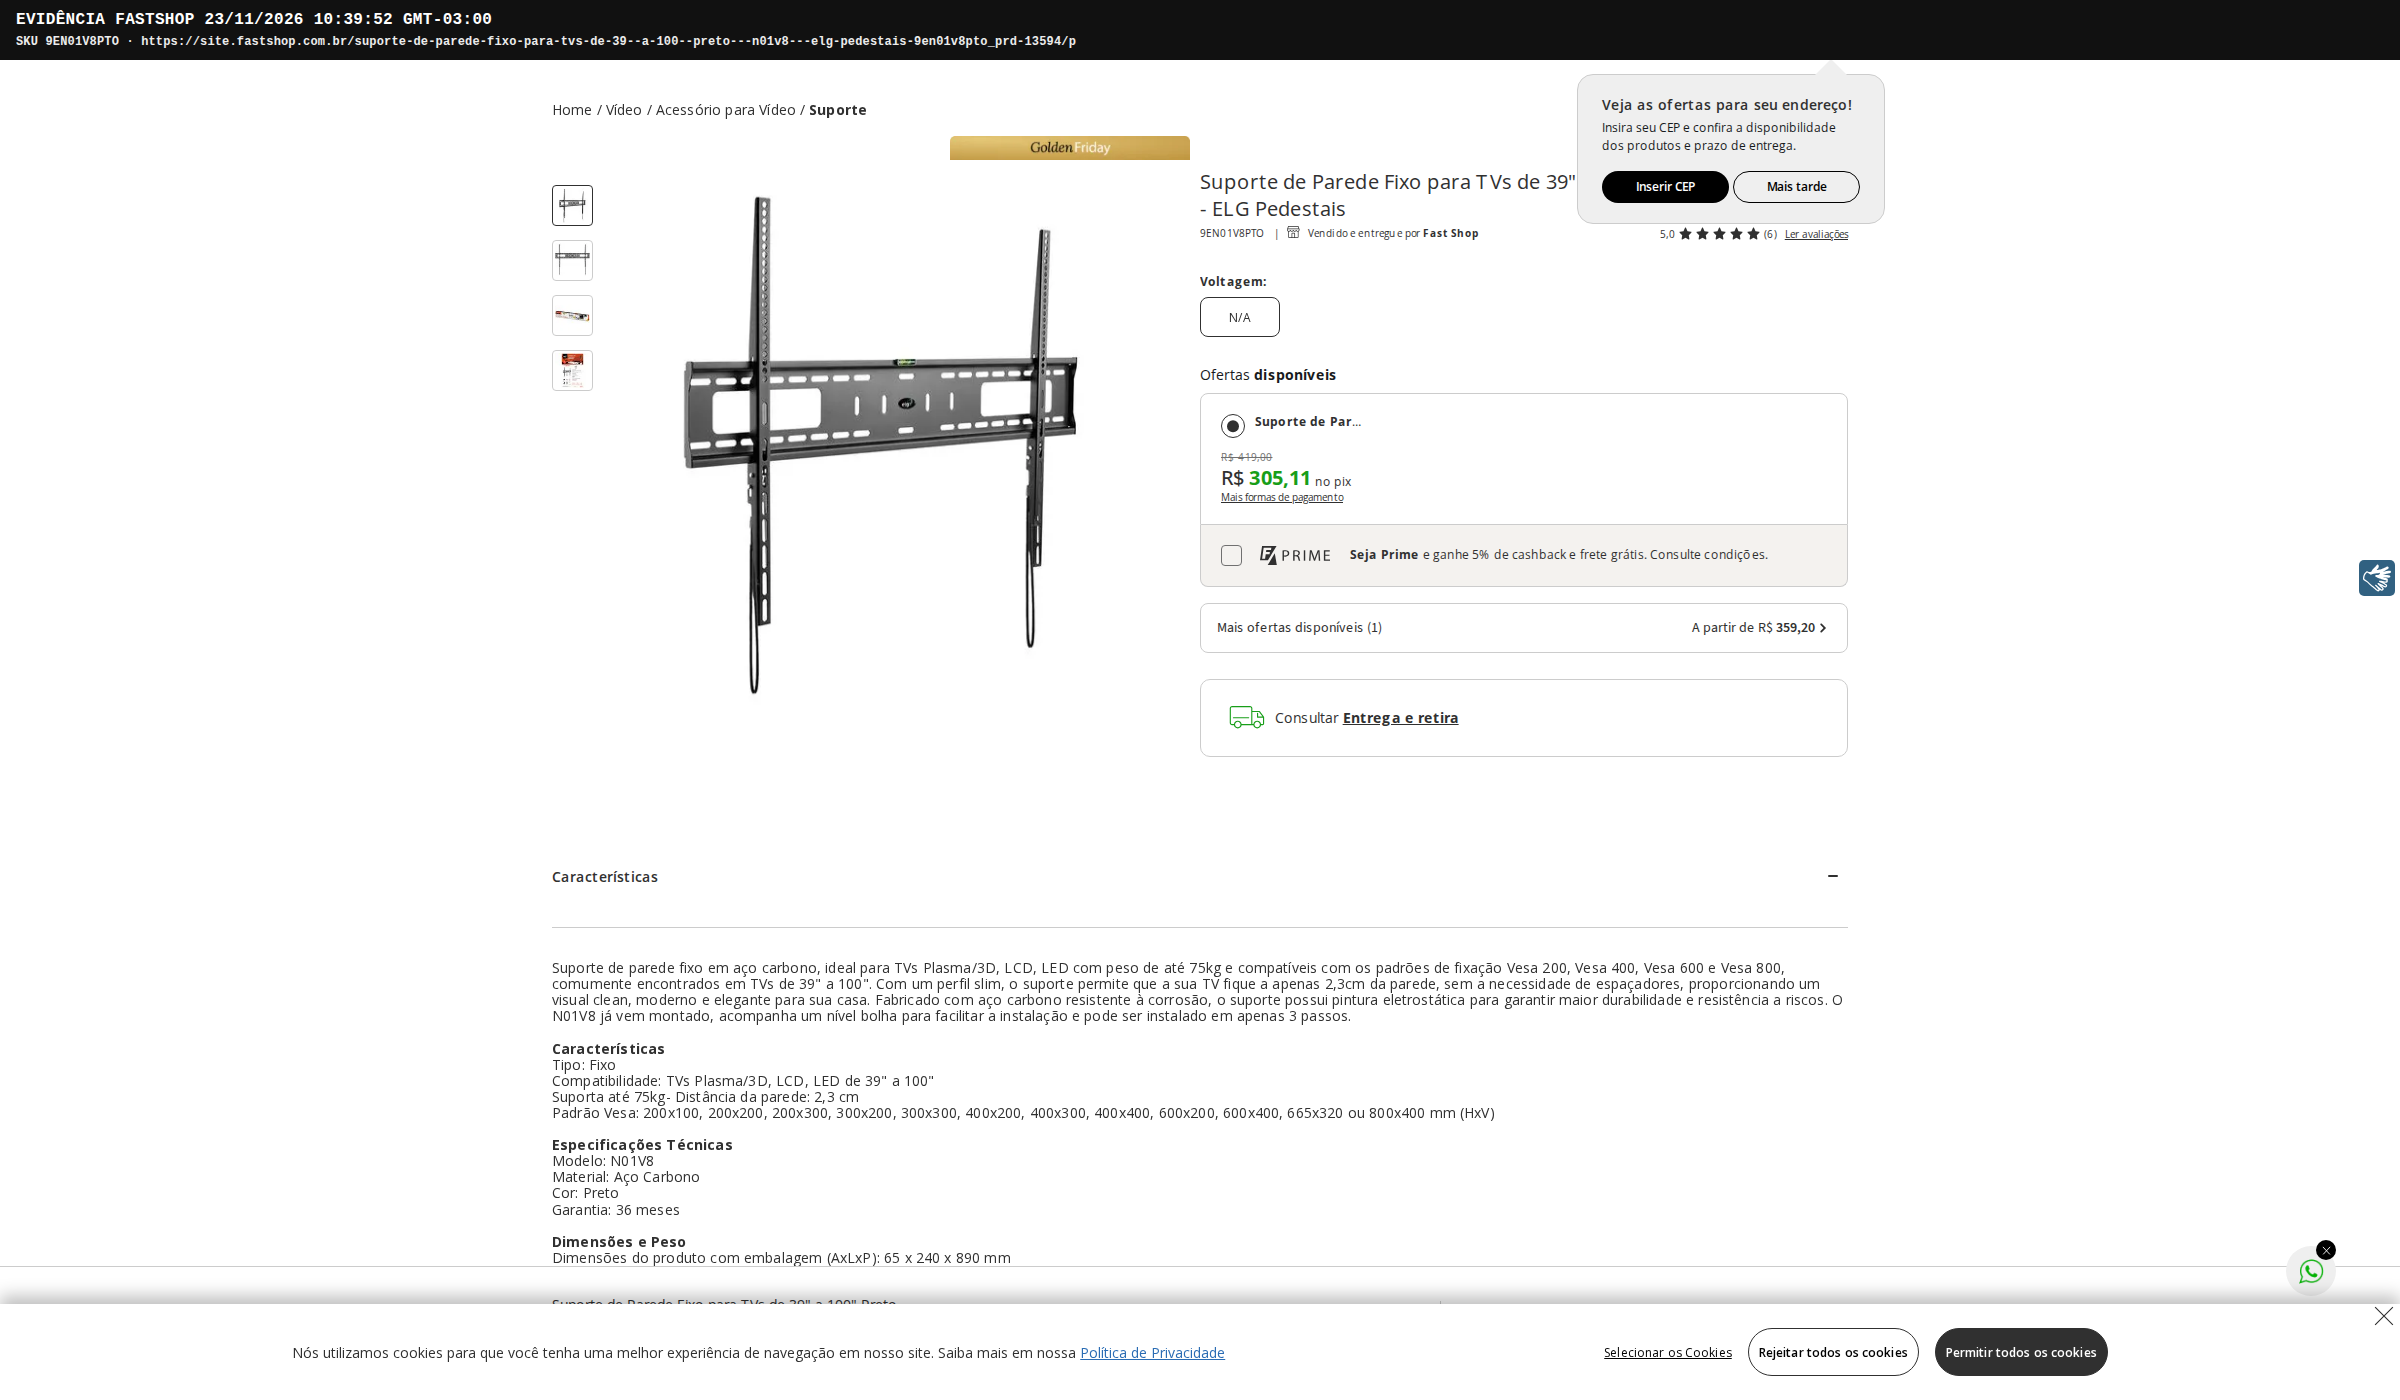 EVIDÊNCIA FASTSHOP 23/11/2026 10:39:52 GMT-03:00
SKU 9EN01V8PTO · https://site.fastshop.com.br/suporte-de-parede-fixo-para-tvs-de-39--a-100--preto---n01v8---elg-pedestais-9en01v8pto_prd-13594/p
Home / Vídeo / Acessório para Vídeo / Suporte
Veja as ofertas para seu endereço!
Insira seu CEP e confira a disponibilidade
dos produtos e prazo de entrega.
Inserir CEP
Mais tarde
Golden Friday
Suporte de Parede Fixo para TVs de 39"
- ELG Pedestais
9EN01V8PTO | Vendido e entregue por Fast Shop
5,0 (6) Ler avaliações
Voltagem:
N/A
Ofertas disponíveis
Suporte de Par...
R$ 419,00
R$ 305,11 no pix
Mais formas de pagamento
PRIME Seja Prime e ganhe 5% de cashback e frete grátis. Consulte condições.
Mais ofertas disponíveis (1)
A partir de R$ 359,20
Consultar Entrega e retira
Características
Suporte de parede fixo em aço carbono, ideal para TVs Plasma/3D, LCD, LED com peso de até 75kg e compatíveis com os padrões de fixação Vesa 200, Vesa 400, Vesa 600 e Vesa 800,
comumente encontrados em TVs de 39" a 100". Com um perfil slim, o suporte permite que a sua TV fique a apenas 2,3cm da parede, sem a necessidade de espaçadores, proporcionando um
visual clean, moderno e elegante para sua casa. Fabricado com aço carbono resistente à corrosão, o suporte possui pintura eletrostática para garantir maior durabilidade e resistência a riscos. O
N01V8 já vem montado, acompanha um nível bolha para facilitar a instalação e pode ser instalado em apenas 3 passos.
Características
Tipo: Fixo
Compatibilidade: TVs Plasma/3D, LCD, LED de 39" a 100"
Suporta até 75kg- Distância da parede: 2,3 cm
Padrão Vesa: 200x100, 200x200, 200x300, 300x200, 300x300, 400x200, 400x300, 400x400, 600x200, 600x400, 665x320 ou 800x400 mm (HxV)
Especificações Técnicas
Modelo: N01V8
Material: Aço Carbono
Cor: Preto
Garantia: 36 meses
Dimensões e Peso
Dimensões do produto com embalagem (AxLxP): 65 x 240 x 890 mm
Suporte de Parede Fixo para TVs de 39" a 100" Preto
Nós utilizamos cookies para que você tenha uma melhor experiência de navegação em nosso site. Saiba mais em nossa Política de Privacidade
Selecionar os Cookies
Rejeitar todos os cookies
Permitir todos os cookies